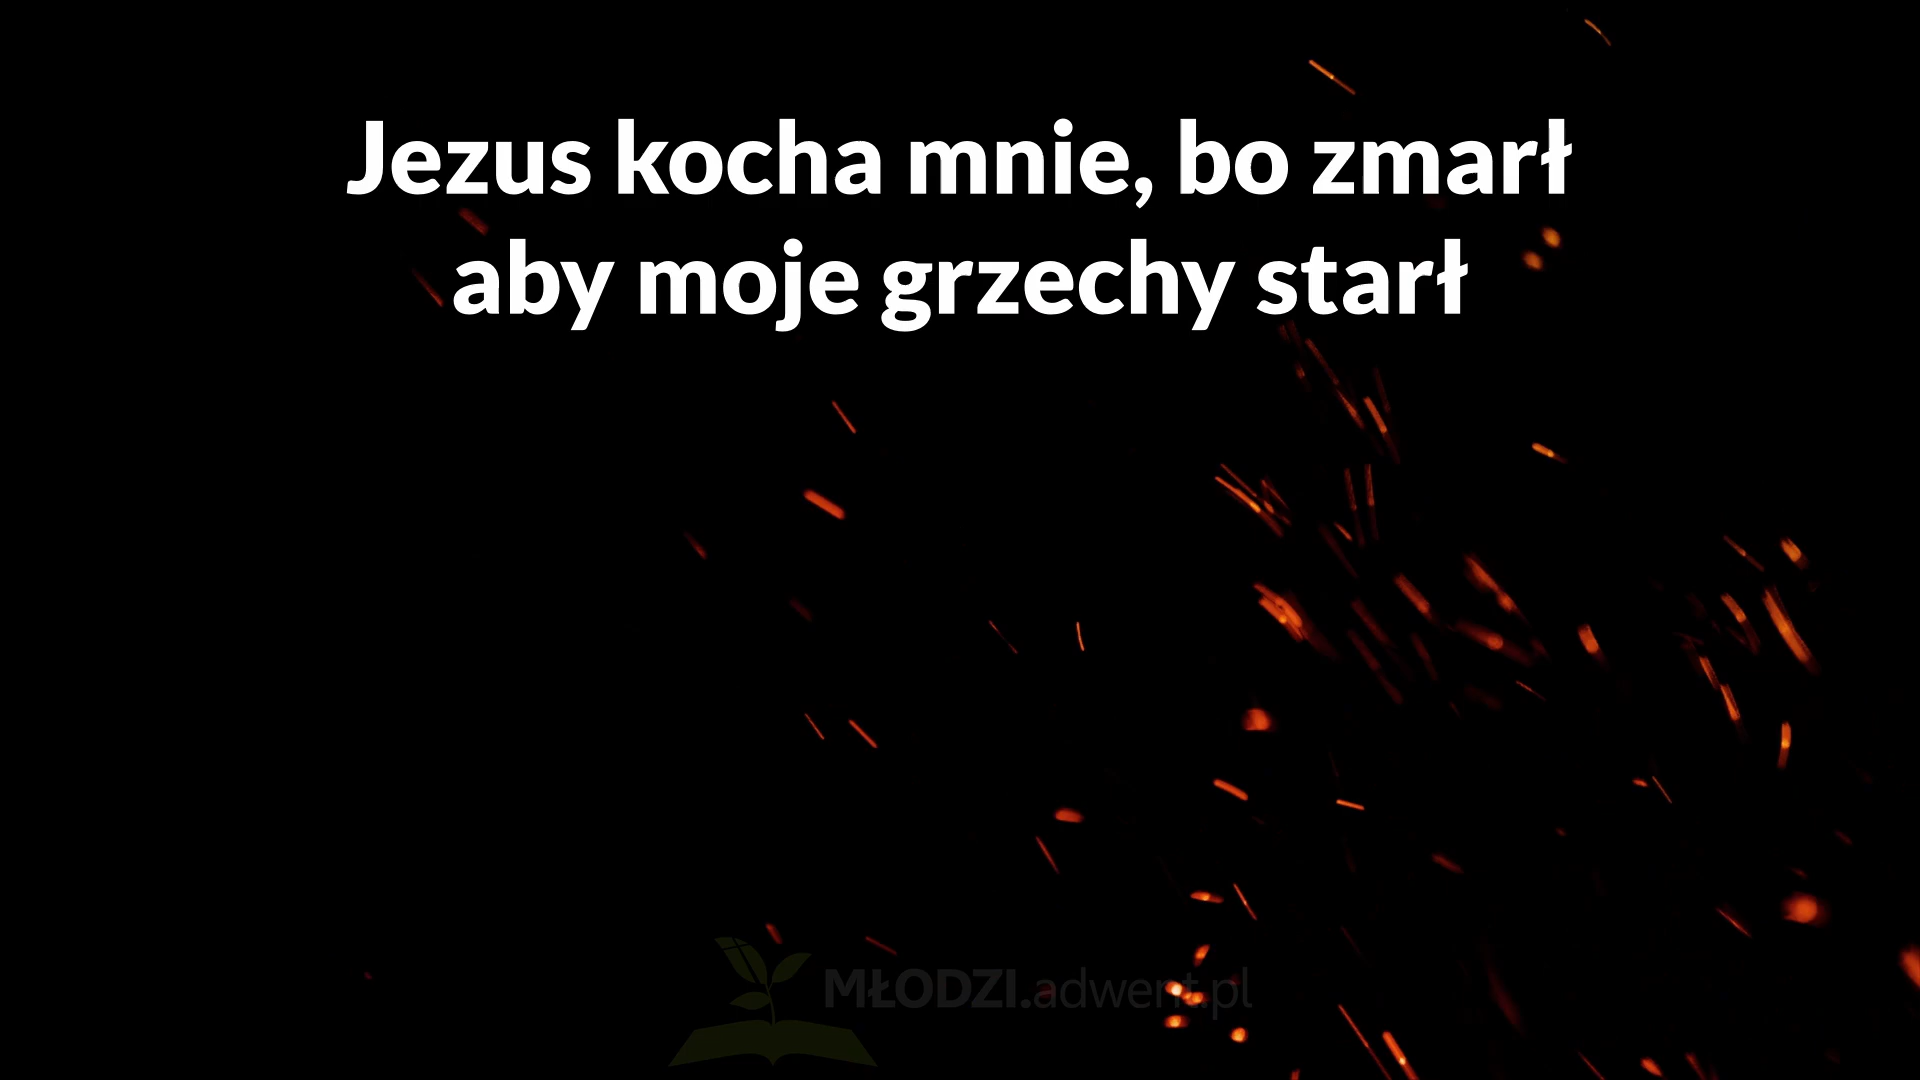 Jezus kocha mnie, bo zmarł
aby moje grzechy starł
MŁODZI.adwent.pl